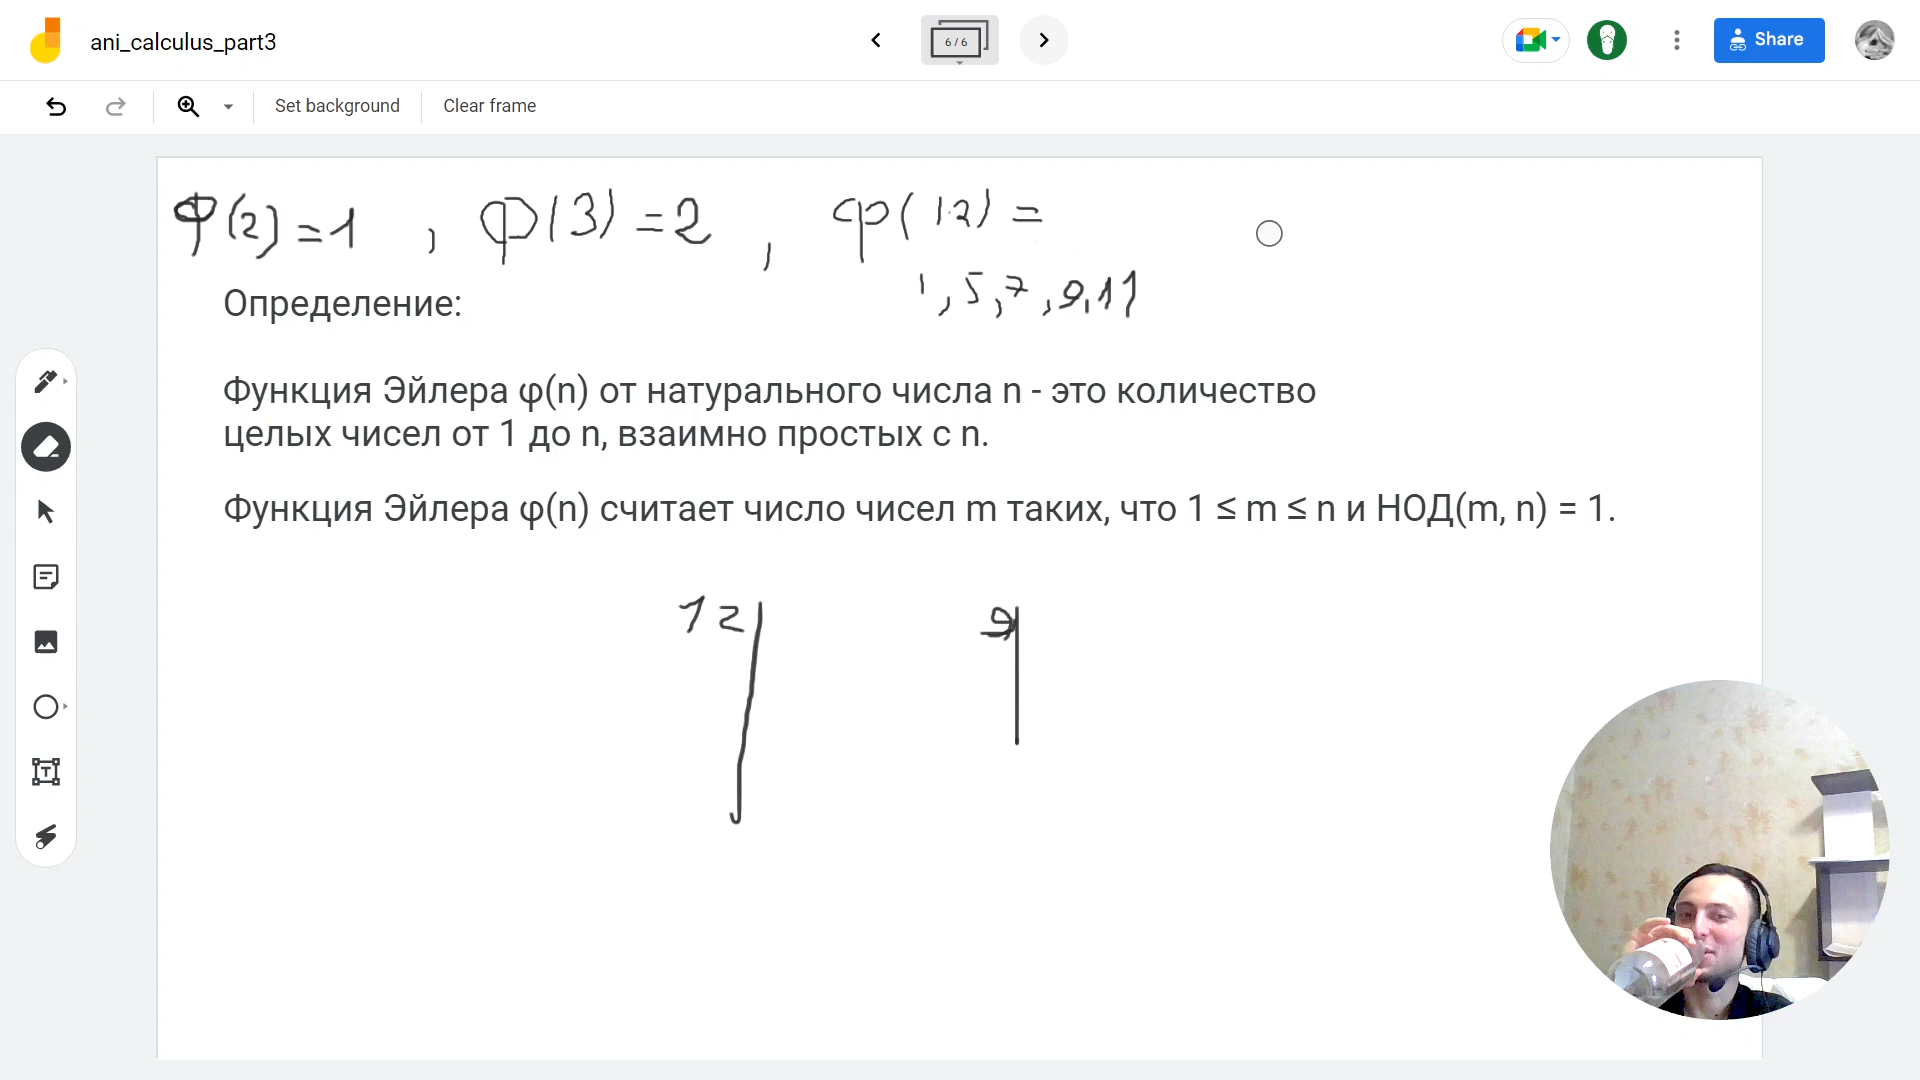 ani_calculus_part3
6 / 6
Share
Set background
Clear frame
φ(2) = 1 , φ(3) = 2 , φ(12) =
1, 5, 7, 9, 11
Определение:
Функция Эйлера φ(n) от натурального числа n - это количество
целых чисел от 1 до n, взаимно простых с n.
Функция Эйлера φ(n) считает число чисел m таких, что 1 ≤ m ≤ n и НОД(m, n) = 1.
12 9